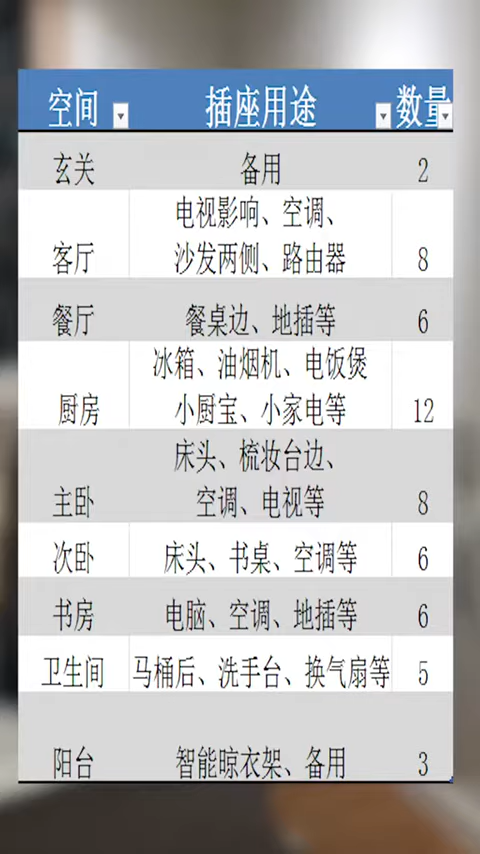 空间 插座用途 数量
玄关 备用 2
电视影响、空调、
客厅 沙发两侧、路由器 8
餐厅 餐桌边、地插等 6
冰箱、油烟机、电饭煲
厨房 小厨宝、小家电等 12
床头、梳妆台边、
主卧 空调、电视等 8
次卧 床头、书桌、空调等 6
书房 电脑、空调、地插等 6
卫生间 马桶后、洗手台、换气扇等 5
阳台 智能晾衣架、备用 3